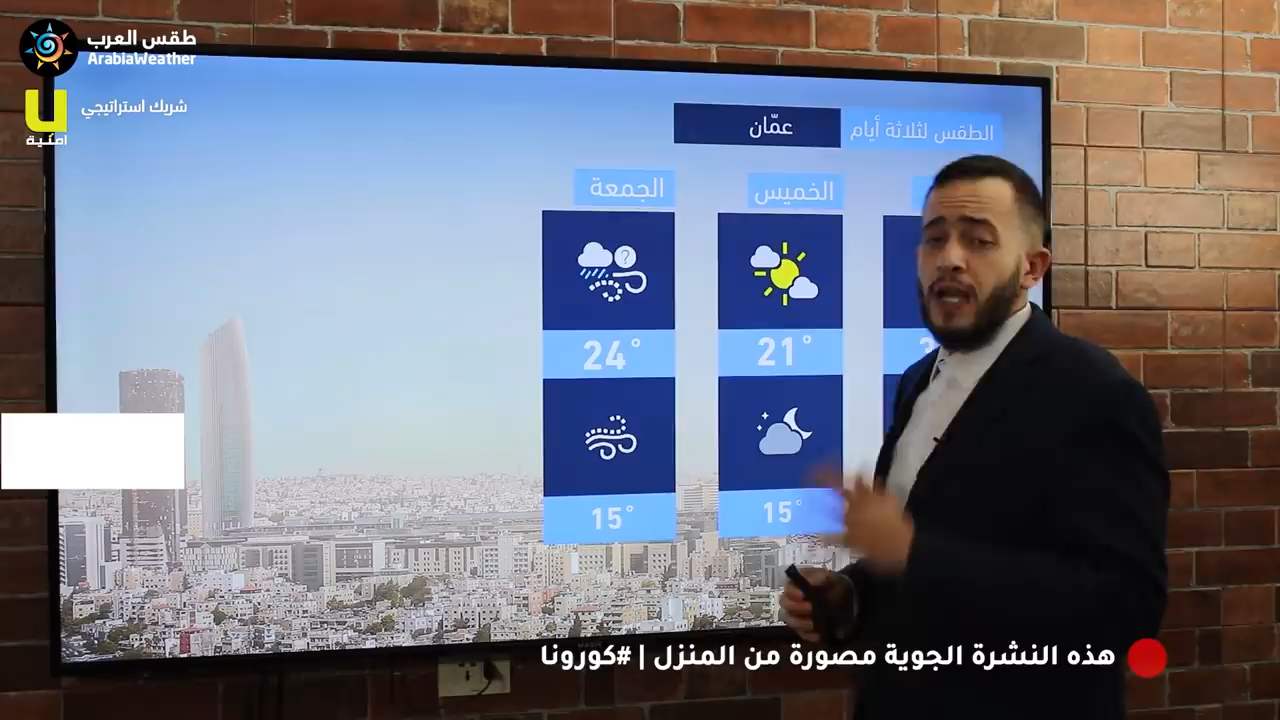 طقس العرب
ArabiaWeather
شريك استراتيجي
أمنية
الطقس لثلاثة أيام
عمّان
الخميس
الجمعة
21°
24°
15°
15°
هذه النشرة الجوية مصورة من المنزل | #كورونا